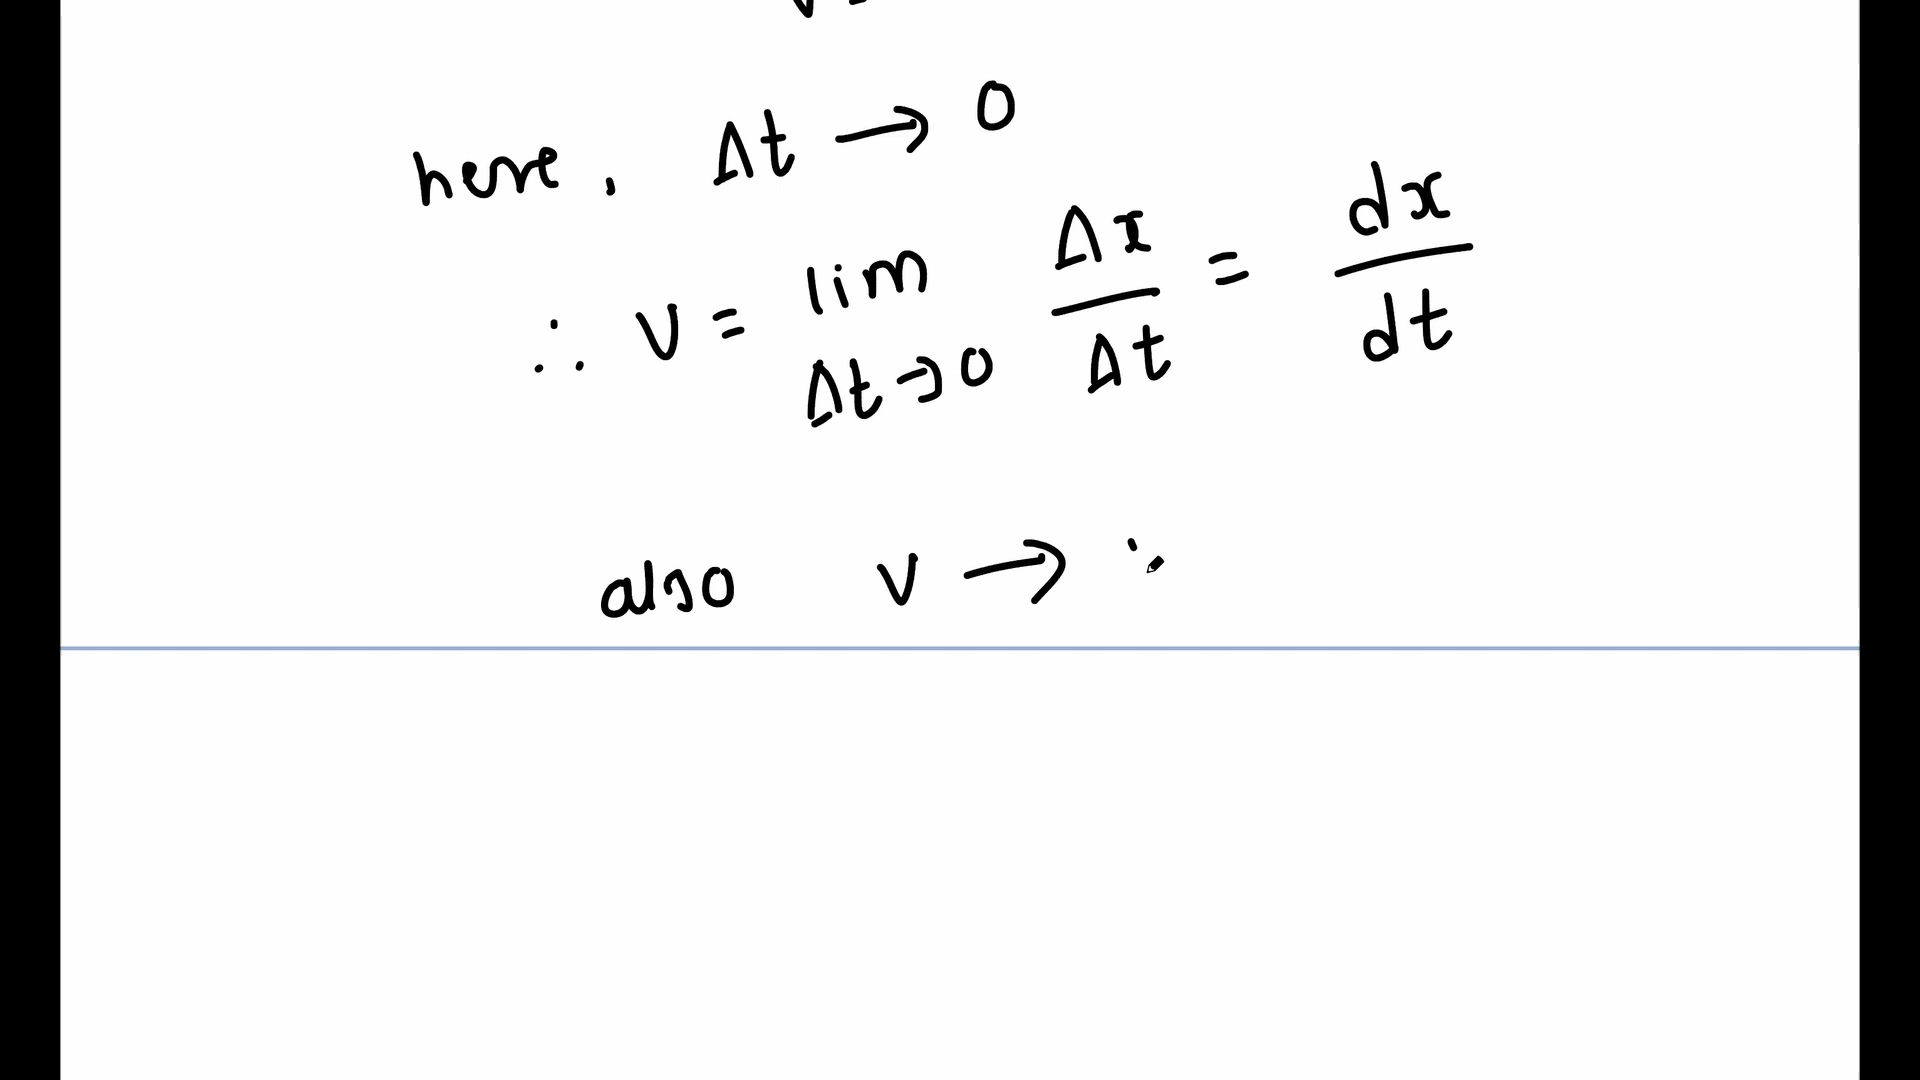 here, Δt → 0
∴ v = lim Δt→0 Δx/Δt = dx/dt
also v →